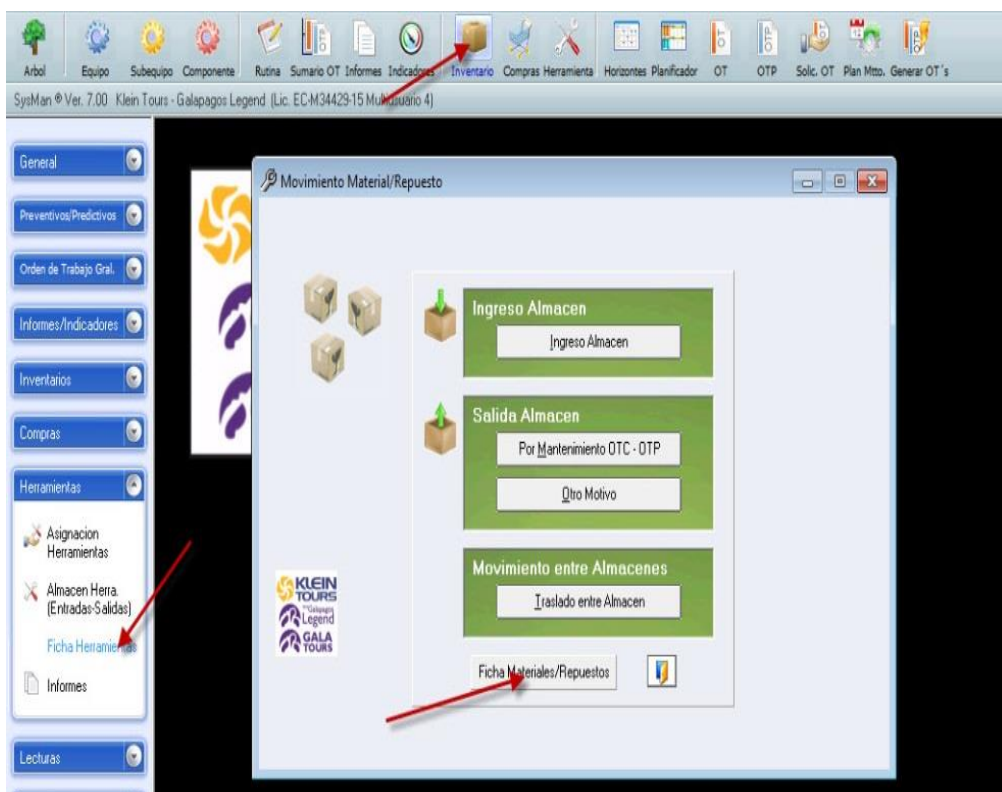 Arbol Equipo Subequipo Componente Rutina Sumario OT Informes Indicadores Inventario Compras Herramienta Horizontes Planificador OT OTP Solic. OT Plan Mtto. Generar OT´s
SysMan ® Ver. 7.00 Klein Tours - Galapagos Legend (Lic. EC-M34429-15 Multiusuario 4)
General
Preventivos/Predictivos
Orden de Trabajo Gral.
Informes/Indicadores
Inventarios
Compras
Herramientas
Asignacion
Herramientas
Almacen Herra.
(Entradas-Salidas)
Ficha Herramientas
Informes
Lecturas
Movimiento Material/Repuesto
Ingreso Almacen
Ingreso Almacen
Salida Almacen
Por Mantenimiento OTC - OTP
Otro Motivo
Movimiento entre Almacenes
Traslado entre Almacen
Ficha Materiales/Repuestos
KLEIN
TOURS
Galapagos
Legend
GALA
TOURS